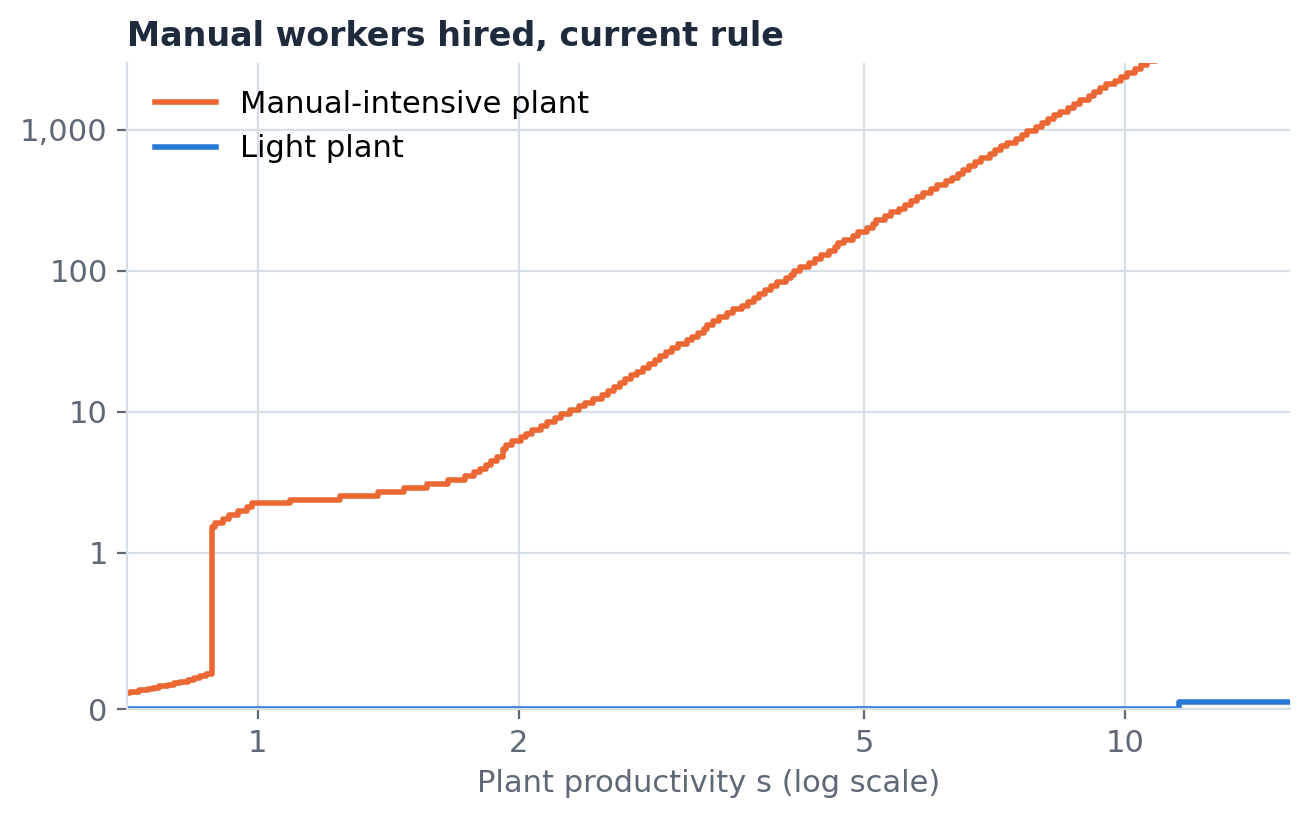 Manual workers hired, current rule
Manual-intensive plant
Light plant
1,000
100
10
1
0
1
2
5
10
Plant productivity s (log scale)